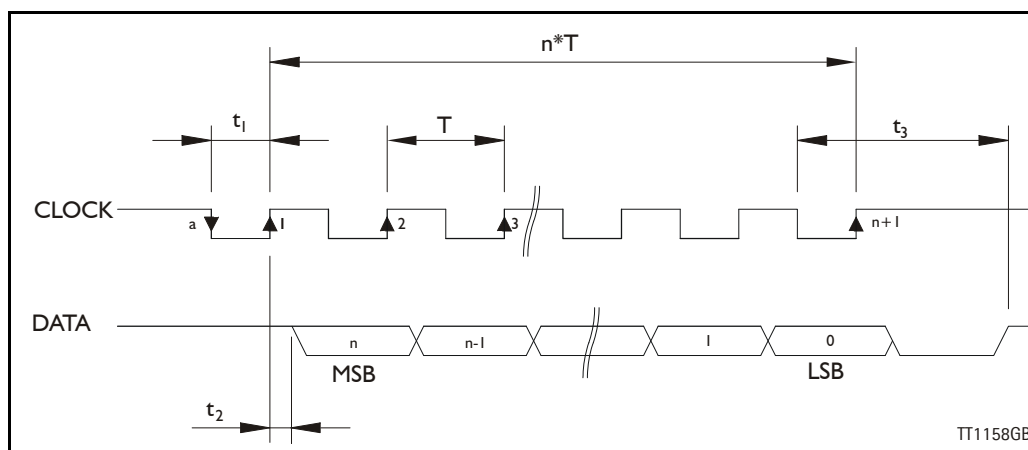 n*T
t₁ T t₃
CLOCK a 1 2 3 n+1
DATA n n-1 1 0
MSB LSB
t₂
TT1158GB